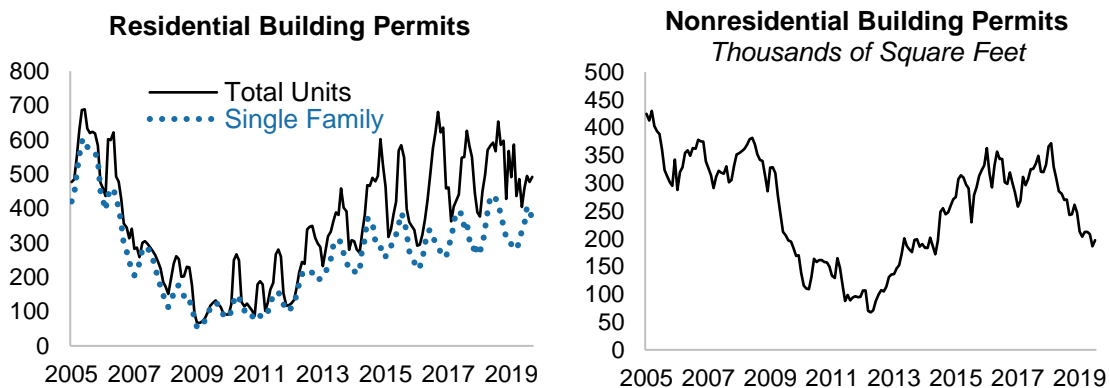 Residential Building Permits
800
700
600
500
400
300
200
100
0
Total Units
Single Family
2005 2007 2009 2011 2013 2015 2017 2019
Nonresidential Building Permits
Thousands of Square Feet
500
450
400
350
300
250
200
150
100
50
0
2005 2007 2009 2011 2013 2015 2017 2019